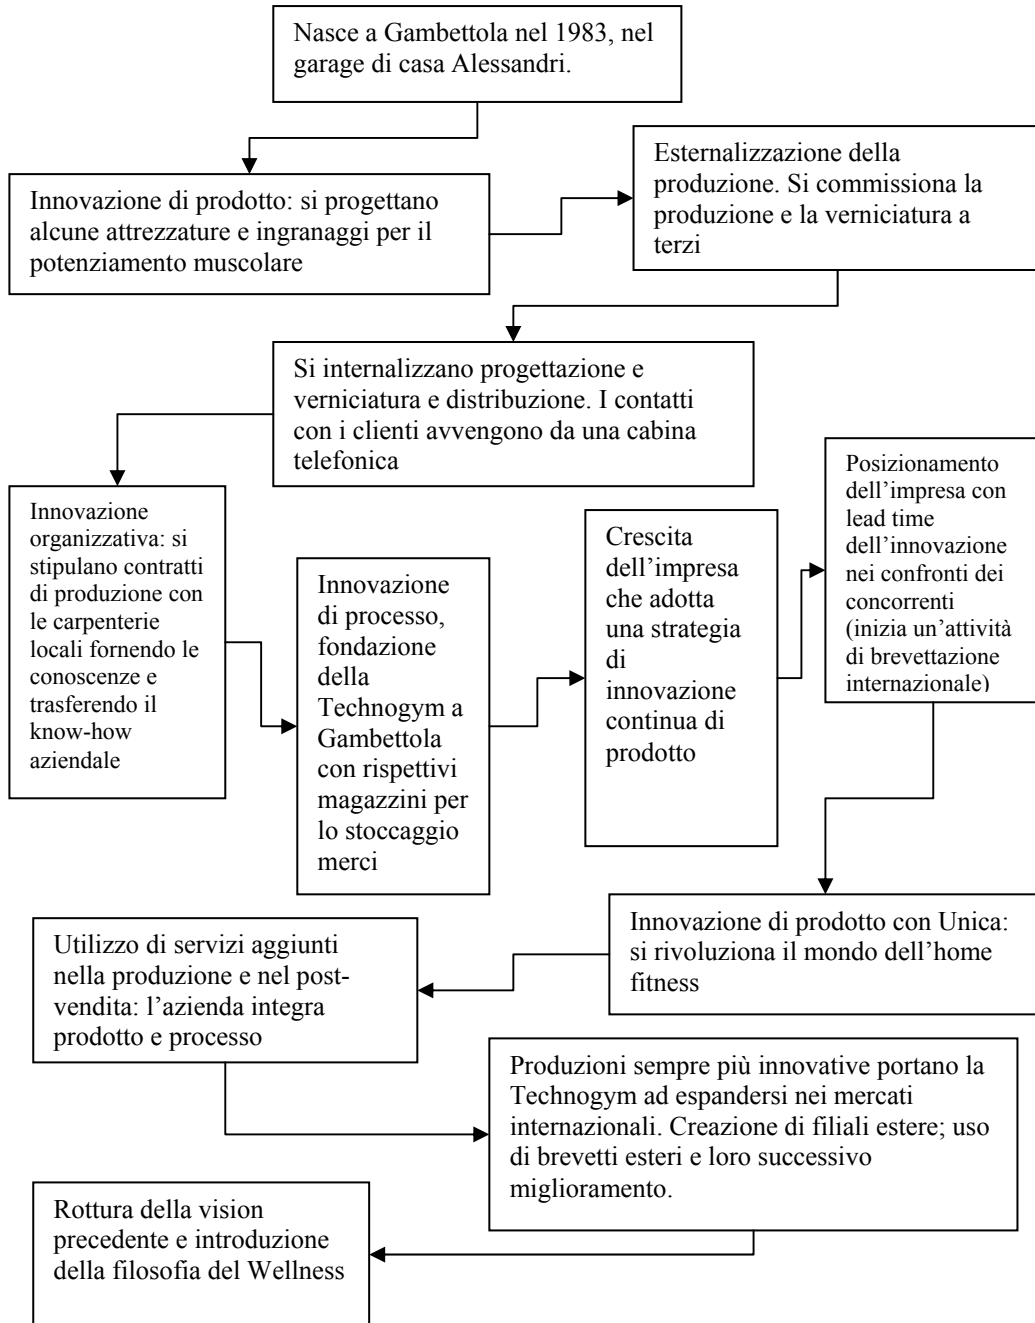 Nasce a Gambettola nel 1983, nel
garage di casa Alessandri.
Innovazione di prodotto: si progettano
alcune attrezzature e ingranaggi per il
potenziamento muscolare
Esternalizzazione della
produzione. Si commissiona la
produzione e la verniciatura a
terzi
Si internalizzano progettazione e
verniciatura e distribuzione. I contatti
con i clienti avvengono da una cabina
telefonica
Innovazione
organizzativa: si
stipulano contratti
di produzione con
le carpenterie
locali fornendo le
conoscenze e
trasferendo il
know-how
aziendale
Innovazione
di processo,
fondazione
della
Technogym a
Gambettola
con rispettivi
magazzini per
lo stoccaggio
merci
Crescita
dell’impresa
che adotta
una strategia
di
innovazione
continua di
prodotto
Posizionamento
dell’impresa con
lead time
dell’innovazione
nei confronti dei
concorrenti
(inizia un’attività
di brevettazione
internazionale)
Innovazione di prodotto con Unica:
si rivoluziona il mondo dell’home
fitness
Utilizzo di servizi aggiunti
nella produzione e nel post-
vendita: l’azienda integra
prodotto e processo
Produzioni sempre più innovative portano la
Technogym ad espandersi nei mercati
internazionali. Creazione di filiali estere; uso
di brevetti esteri e loro successivo
miglioramento.
Rottura della vision
precedente e introduzione
della filosofia del Wellness